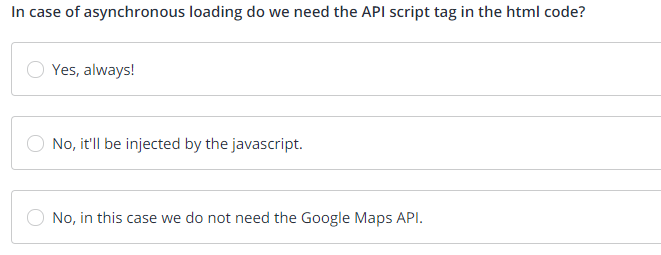 In case of asynchronous loading do we need the API script tag in the html code?
Yes, always!
No, it'll be injected by the javascript.
No, in this case we do not need the Google Maps API.